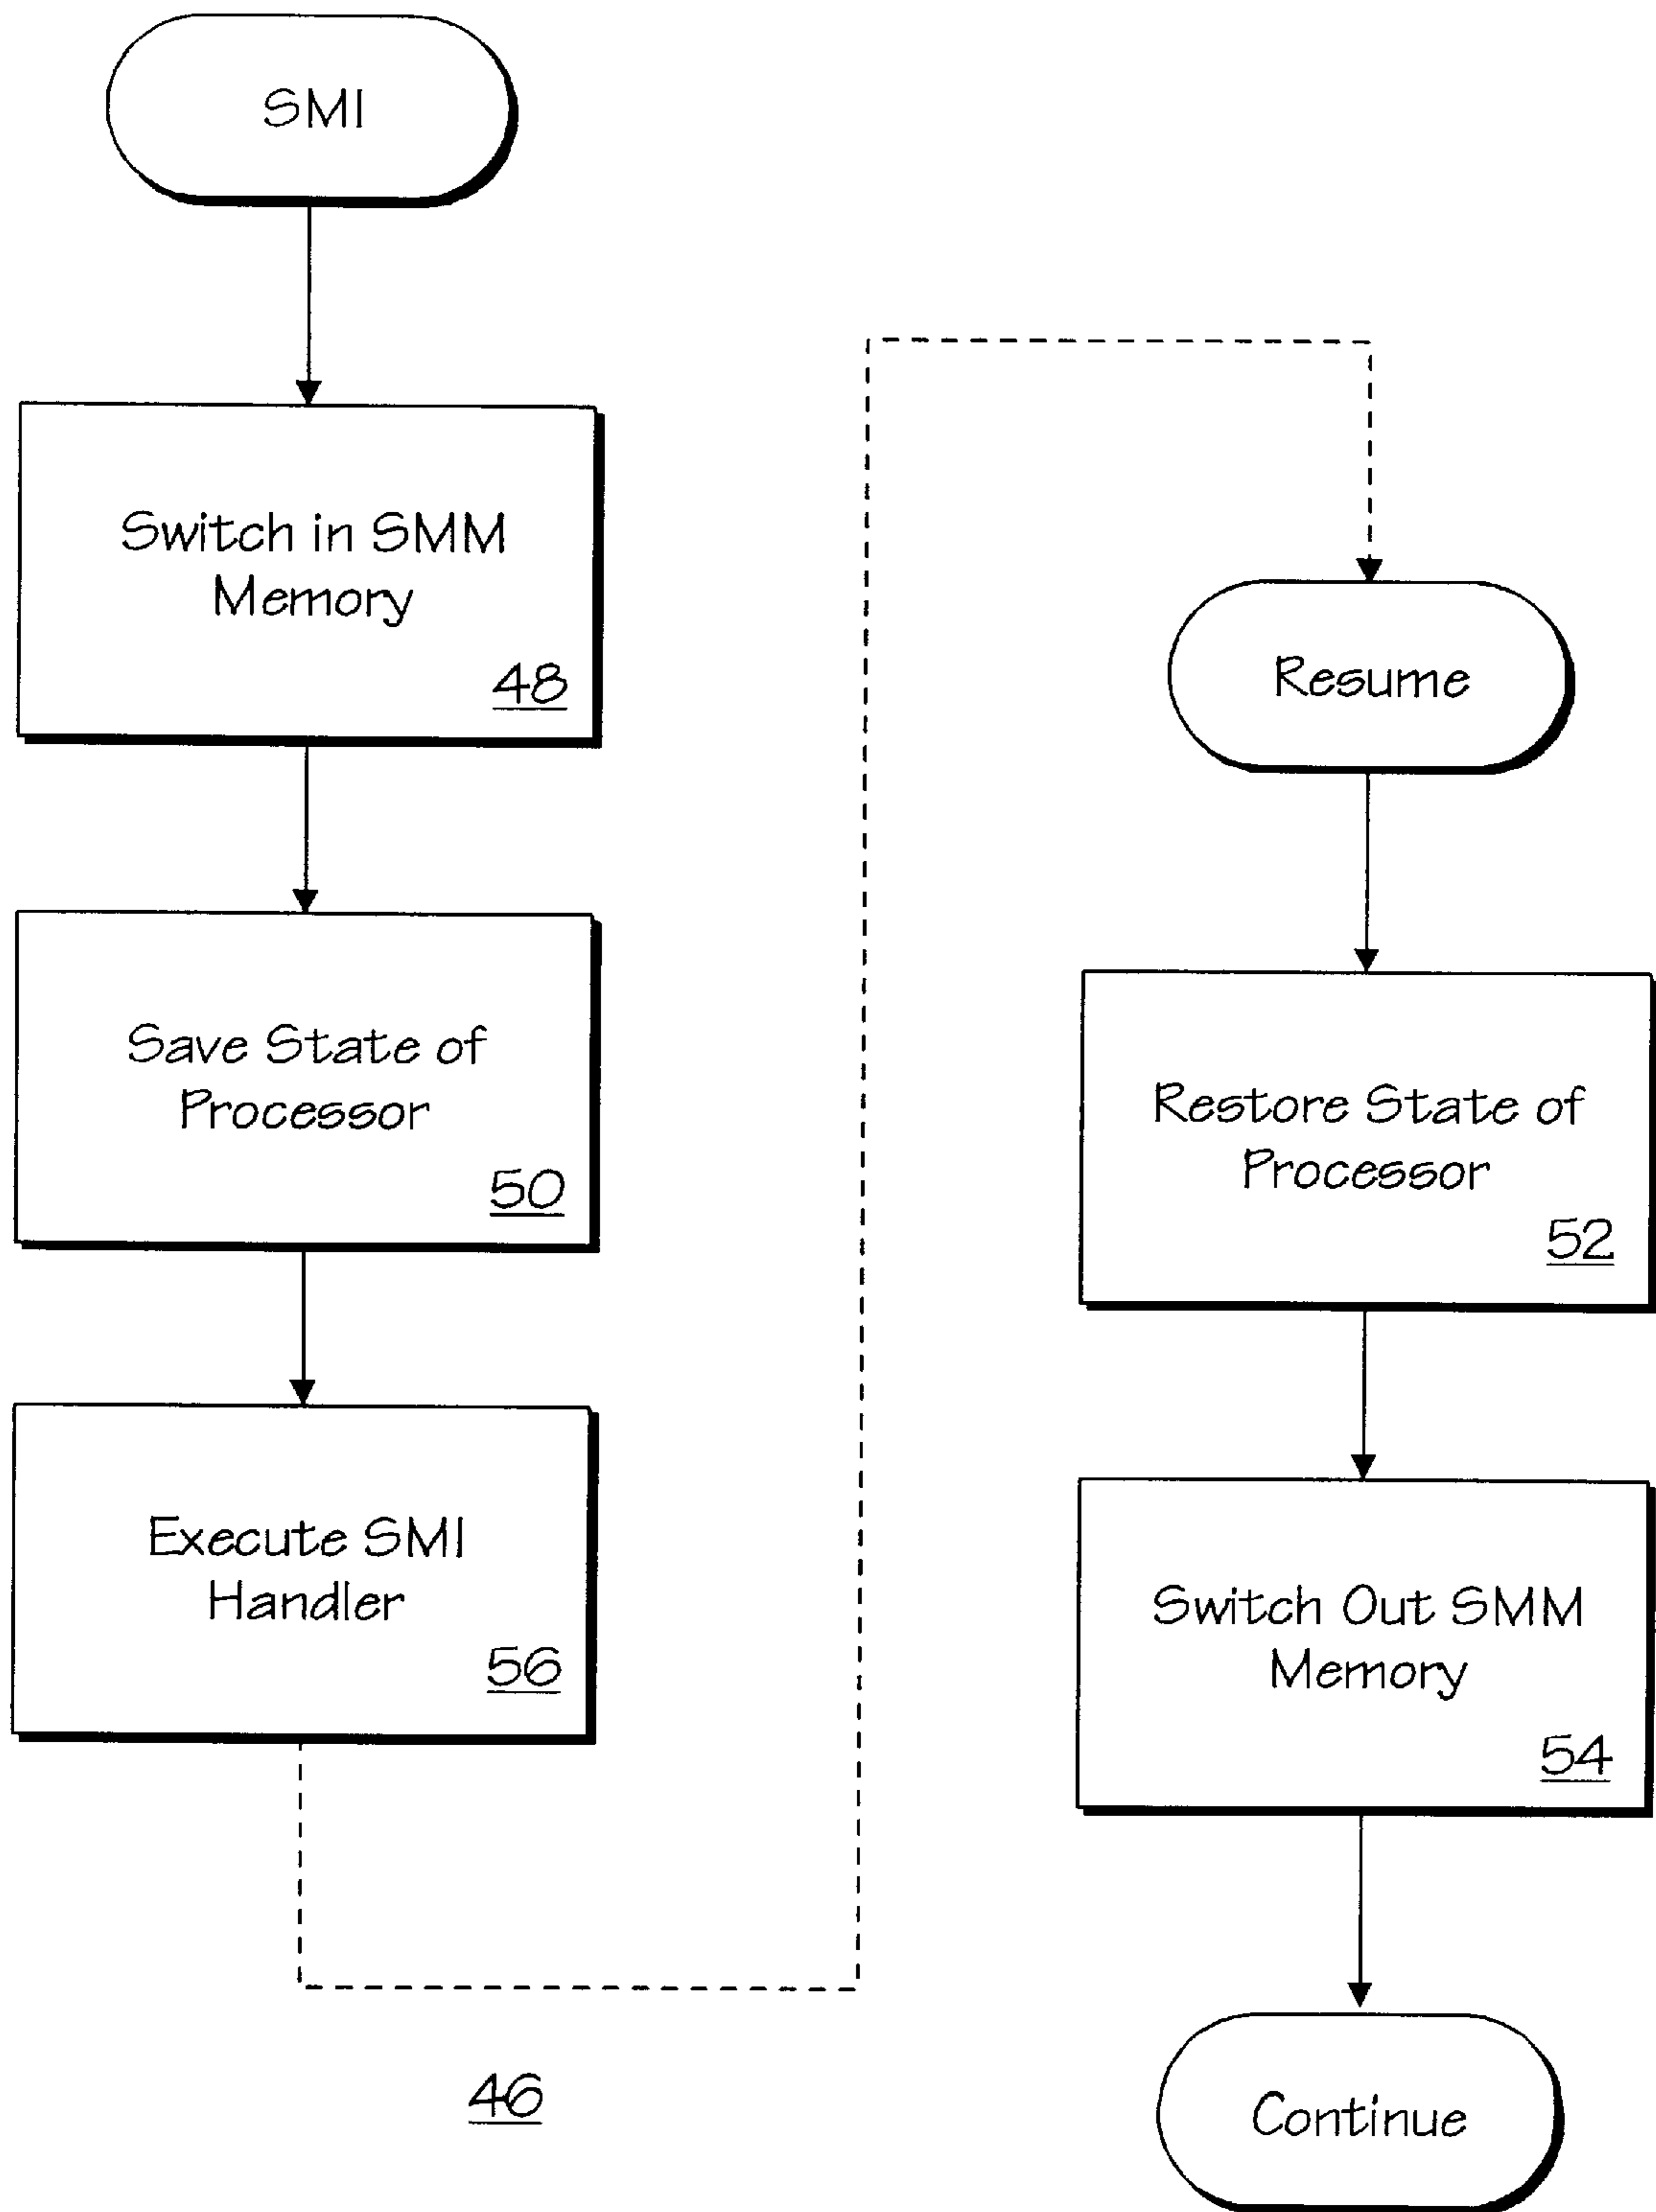 SMI
Switch in SMM
Memory
48
Save State of
Processor
50
Execute SMI
Handler
56
46
Resume
Restore State of
Processor
52
Switch Out SMM
Memory
54
Continue